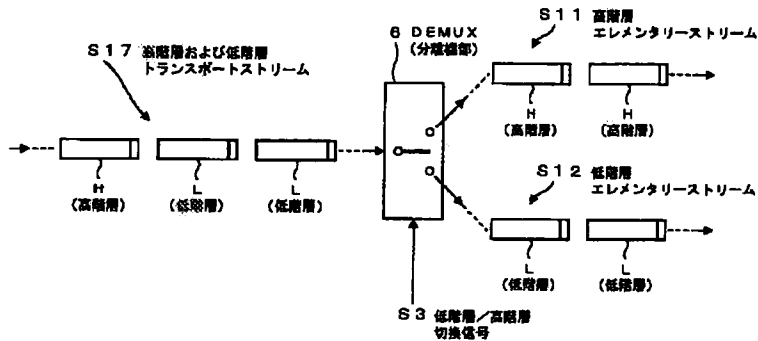 S17 高階層および低階層
トランスポートストリーム
6 DEMUX
(分離機部)
S11 高階層
エレメンタリーストリーム
H
(高階層)
H
(高階層)
H
(高階層)
L
(低階層)
L
(低階層)
S12 低階層
エレメンタリーストリーム
L
(低階層)
L
(低階層)
S3 低階層/高階層
切換信号